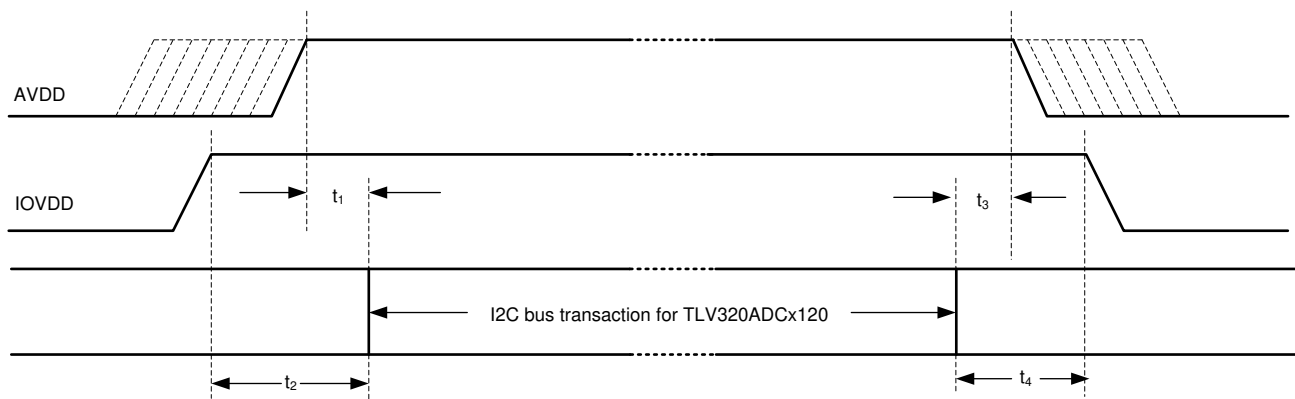 AVDD
IOVDD
t₁
t₃
I2C bus transaction for TLV320ADCx120
t₂
t₄